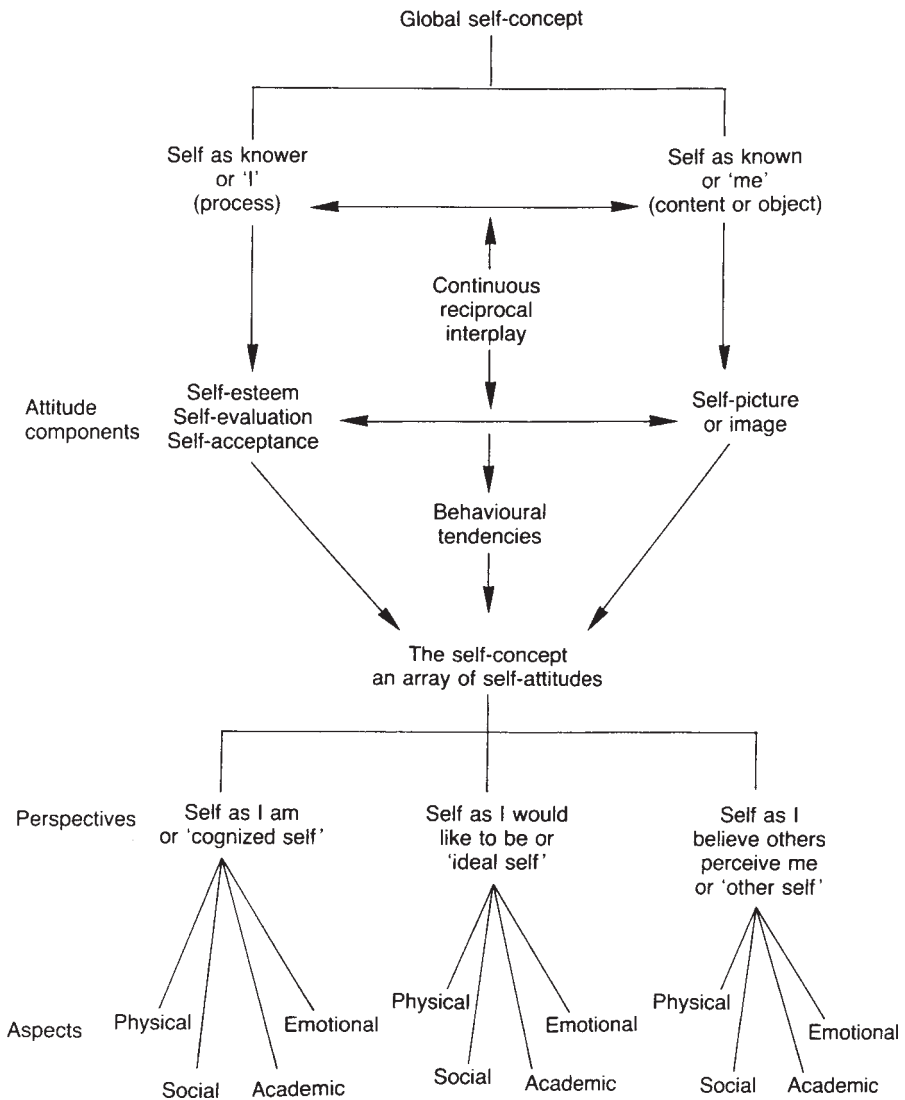 Global self-concept
Self as knower
or 'I'
(process)
Self as known
or 'me'
(content or object)
Continuous
reciprocal
interplay
Attitude
components
Self-esteem
Self-evaluation
Self-acceptance
Self-picture
or image
Behavioural
tendencies
The self-concept
an array of self-attitudes
Perspectives
Self as I am
or 'cognized self'
Self as I would
like to be or
'ideal self'
Self as I
believe others
perceive me
or 'other self'
Aspects
Physical
Social
Academic
Emotional
Physical
Social
Academic
Emotional
Physical
Social
Academic
Emotional